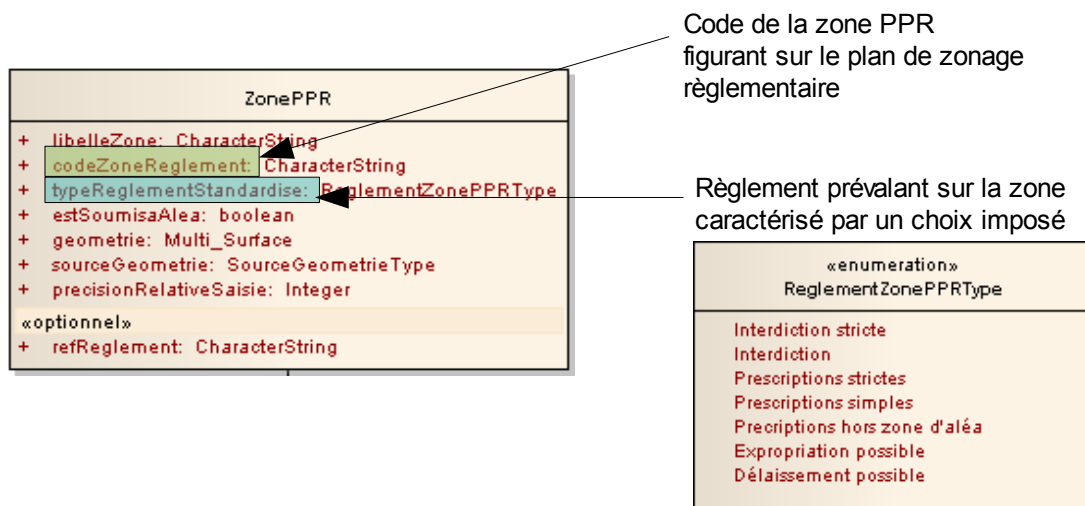 Code de la zone PPR
figurant sur le plan de zonage
règlementaire
ZonePPR
+ libelleZone: CharacterString
+ codeZoneReglement: CharacterString
+ typeReglementStandardise: ReglementZonePPRType
+ estSoumisaAlea: boolean
+ geometrie: Multi_Surface
+ sourceGeometrie: SourceGeometrieType
+ precisionRelativeSaisie: Integer
«optionnel»
+ refReglement: CharacterString
Règlement prévalant sur la zone
caractérisé par un choix imposé
«enumeration»
ReglementZonePPRType
Interdiction stricte
Interdiction
Prescriptions strictes
Prescriptions simples
Precriptions hors zone d'aléa
Expropriation possible
Délaissement possible